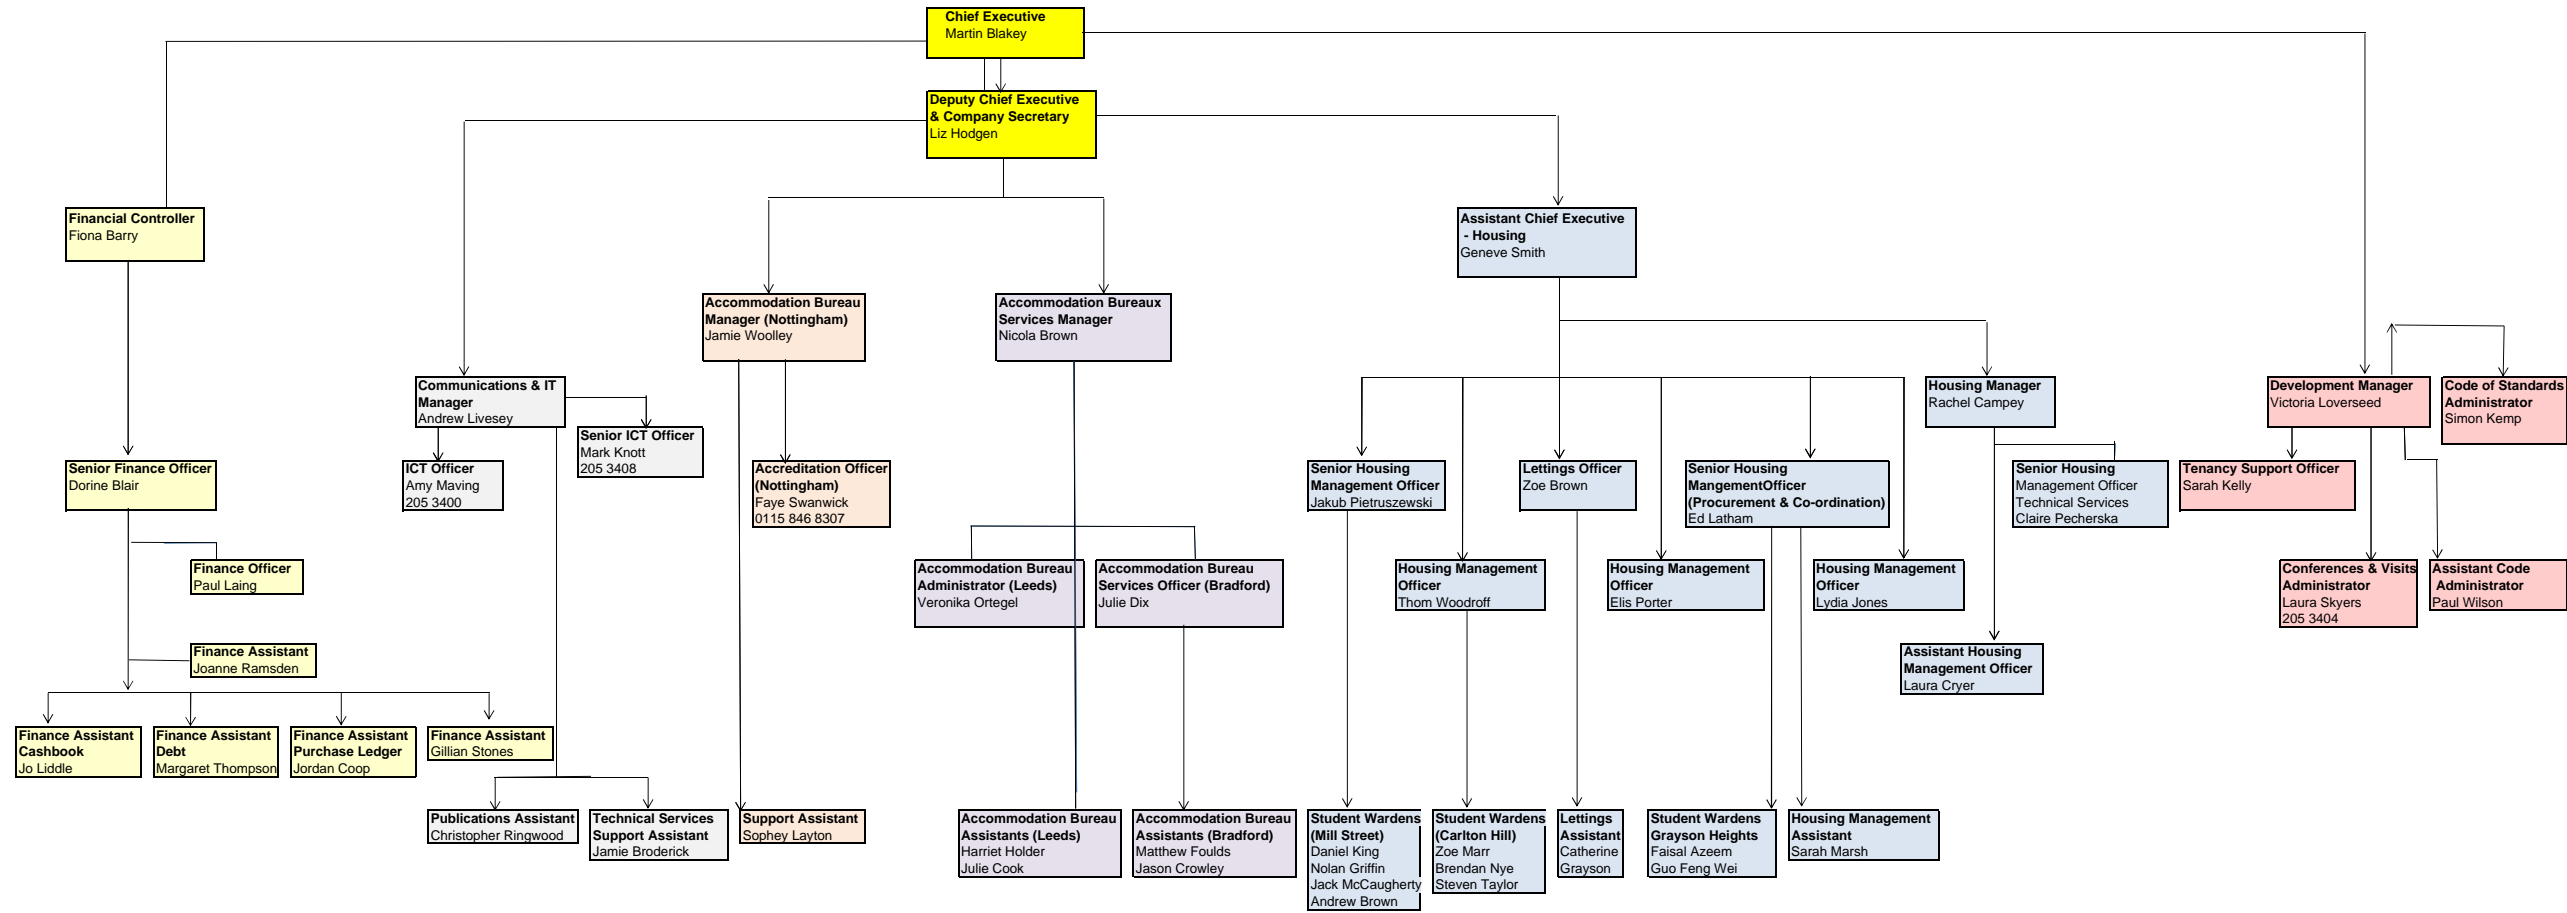 Chief Executive
Martin Blakey
Deputy Chief Executive
& Company Secretary
Liz Hodgen
Financial Controller
Fiona Barry
Assistant Chief Executive
- Housing
Geneve Smith
Accommodation Bureau
Manager (Nottingham)
Jamie Woolley
Accommodation Bureaux
Services Manager
Nicola Brown
Communications & IT
Manager
Andrew Livesey
Housing Manager
Rachel Campey
Development Manager
Victoria Loverseed
Code of Standards
Administrator
Simon Kemp
Senior ICT Officer
Mark Knott
205 3408
Senior Finance Officer
Dorine Blair
ICT Officer
Amy Maving
205 3400
Accreditation Officer
(Nottingham)
Faye Swanwick
0115 846 8307
Senior Housing
Management Officer
Jakub Pietruszewski
Lettings Officer
Zoe Brown
Senior Housing
MangementOfficer
(Procurement & Co-ordination)
Ed Latham
Senior Housing
Management Officer
Technical Services
Claire Pecherska
Tenancy Support Officer
Sarah Kelly
Finance Officer
Paul Laing
Accommodation Bureau
Administrator (Leeds)
Veronika Ortegel
Accommodation Bureau
Services Officer (Bradford)
Julie Dix
Housing Management
Officer
Thom Woodroff
Housing Management
Officer
Elis Porter
Housing Management
Officer
Lydia Jones
Conferences & Visits
Administrator
Laura Skyers
205 3404
Assistant Code
Administrator
Paul Wilson
Finance Assistant
Joanne Ramsden
Assistant Housing
Management Officer
Laura Cryer
Finance Assistant
Cashbook
Jo Liddle
Finance Assistant
Debt
Margaret Thompson
Finance Assistant
Purchase Ledger
Jordan Coop
Finance Assistant
Gillian Stones
Publications Assistant
Christopher Ringwood
Technical Services
Support Assistant
Jamie Broderick
Support Assistant
Sophey Layton
Accommodation Bureau
Assistants (Leeds)
Harriet Holder
Julie Cook
Accommodation Bureau
Assistants (Bradford)
Matthew Foulds
Jason Crowley
Student Wardens
(Mill Street)
Daniel King
Nolan Griffin
Jack McCaugherty
Andrew Brown
Student Wardens
(Carlton Hill)
Zoe Marr
Brendan Nye
Steven Taylor
Lettings
Assistant
Catherine
Grayson
Student Wardens
Grayson Heights
Faisal Azeem
Guo Feng Wei
Housing Management
Assistant
Sarah Marsh